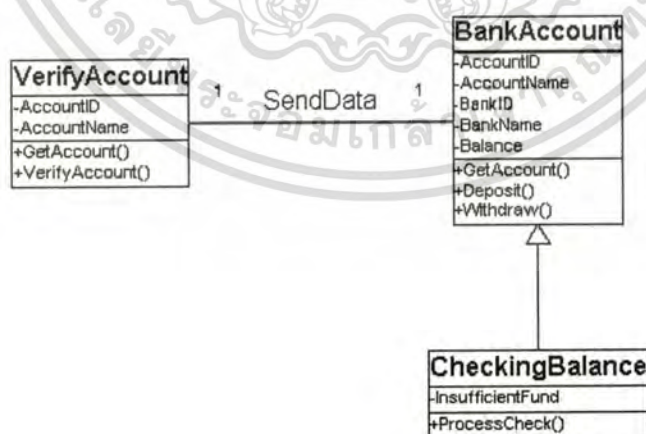 VerifyAccount
-AccountID
-AccountName
+GetAccount()
+VerifyAccount()
1
SendData
1
BankAccount
-AccountID
-AccountName
-BankID
-BankName
-Balance
+GetAccount()
+Deposit()
+Withdraw()
CheckingBalance
-InsufficientFund
+ProcessCheck()